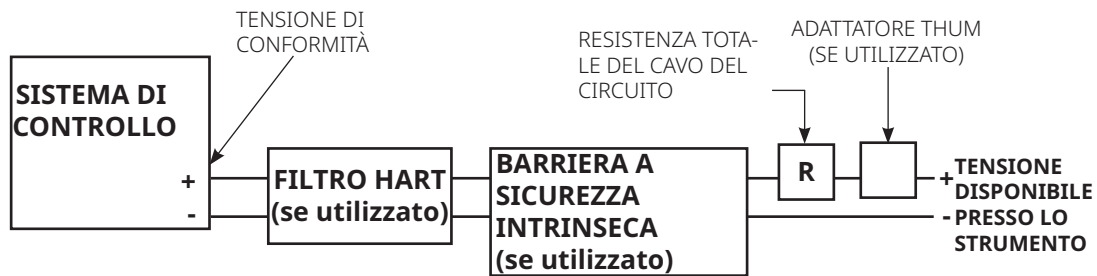 TENSIONE DI
CONFORMITÀ
RESISTENZA TOTA-
LE DEL CAVO DEL
CIRCUITO
ADATTATORE THUM
(SE UTILIZZATO)
SISTEMA DI
CONTROLLO
+
-
FILTRO HART
(se utilizzato)
BARRIERA A
SICUREZZA
INTRINSECA
(se utilizzato)
R
+ TENSIONE
DISPONIBILE
- PRESSO LO
STRUMENTO